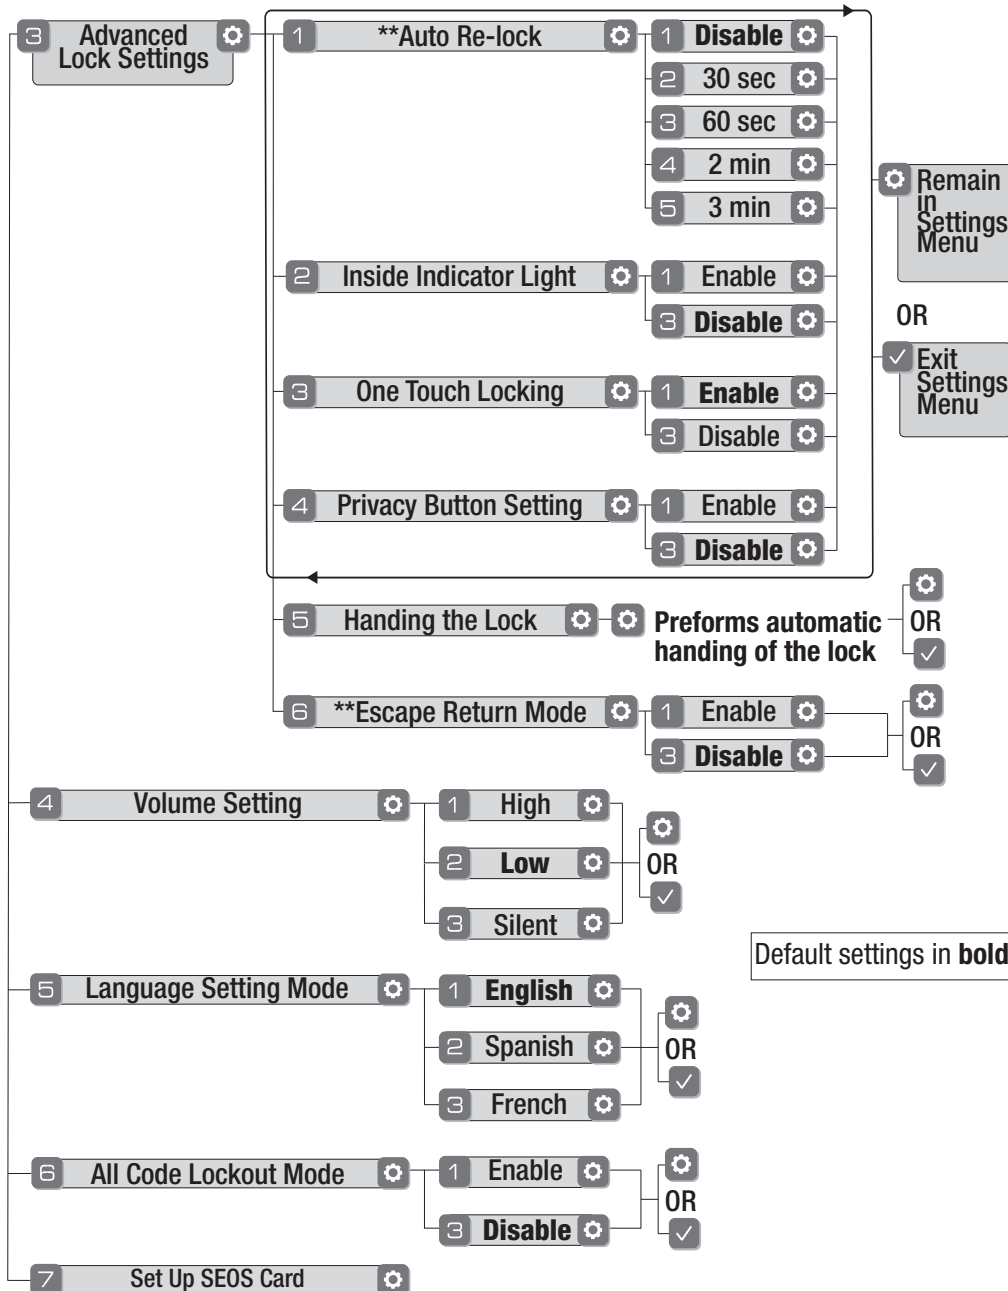 3 Advanced
Lock Settings
1 **Auto Re-lock
1 Disable
2 30 sec
3 60 sec
4 2 min
5 3 min
Remain
in
Settings
Menu
OR
Exit
Settings
Menu
2 Inside Indicator Light
1 Enable
3 Disable
3 One Touch Locking
1 Enable
3 Disable
4 Privacy Button Setting
1 Enable
3 Disable
5 Handing the Lock
Preforms automatic
handing of the lock
OR
6 **Escape Return Mode
1 Enable
3 Disable
OR
4 Volume Setting
1 High
2 Low
3 Silent
OR
Default settings in bold
5 Language Setting Mode
1 English
2 Spanish
3 French
OR
6 All Code Lockout Mode
1 Enable
3 Disable
OR
7 Set Up SEOS Card